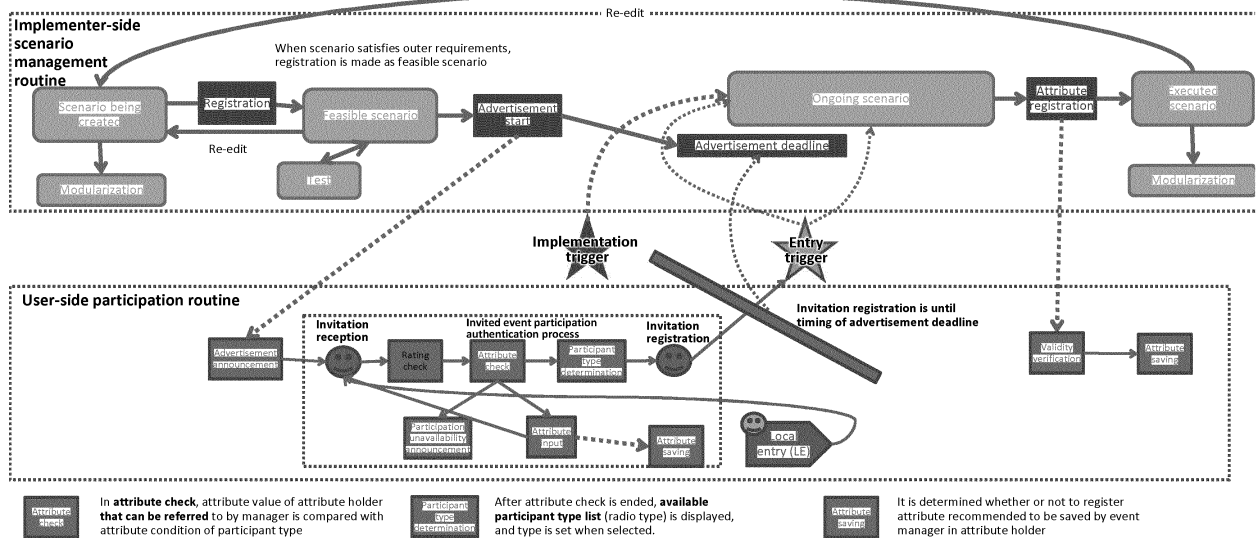 Re-edit
Implementer-side
scenario
management
routine
When scenario satisfies outer requirements,
registration is made as feasible scenario
Scenario being
created
Registration
Feasible scenario
Advertisement
start
Ongoing scenario
Attribute
registration
Executed
scenario
Advertisement deadline
Re-edit
Modularization
Test
Modularization
Implementation
trigger
Entry
trigger
User-side participation routine
Invitation registration is until
timing of advertisement deadline
Invitation
reception
Invited event participation
authentication process
Invitation
registration
Advertisement
announcement
Rating
check
Attribute
check
Participant
type
determination
Validity
verification
Attribute
saving
Participation
unavailability
announcement
Attribute
input
Attribute
saving
Local
entry (LE)
Attribute
check
In attribute check, attribute value of attribute holder
that can be referred to by manager is compared with
attribute condition of participant type
Participant
type
determination
After attribute check is ended, available
participant type list (radio type) is displayed,
and type is set when selected.
Attribute
saving
It is determined whether or not to register
attribute recommended to be saved by event
manager in attribute holder